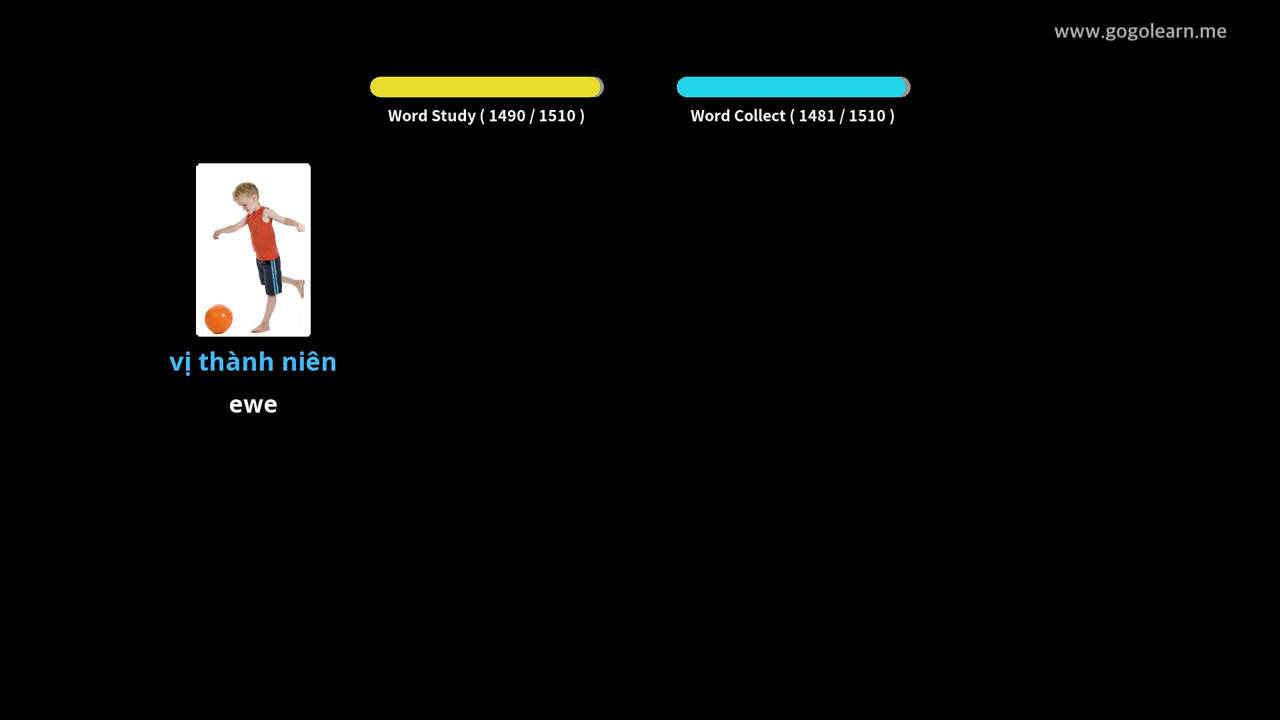 www.gogolearn.me
Word Study ( 1490 / 1510 )
Word Collect ( 1481 / 1510 )
vị thành niên
ewe